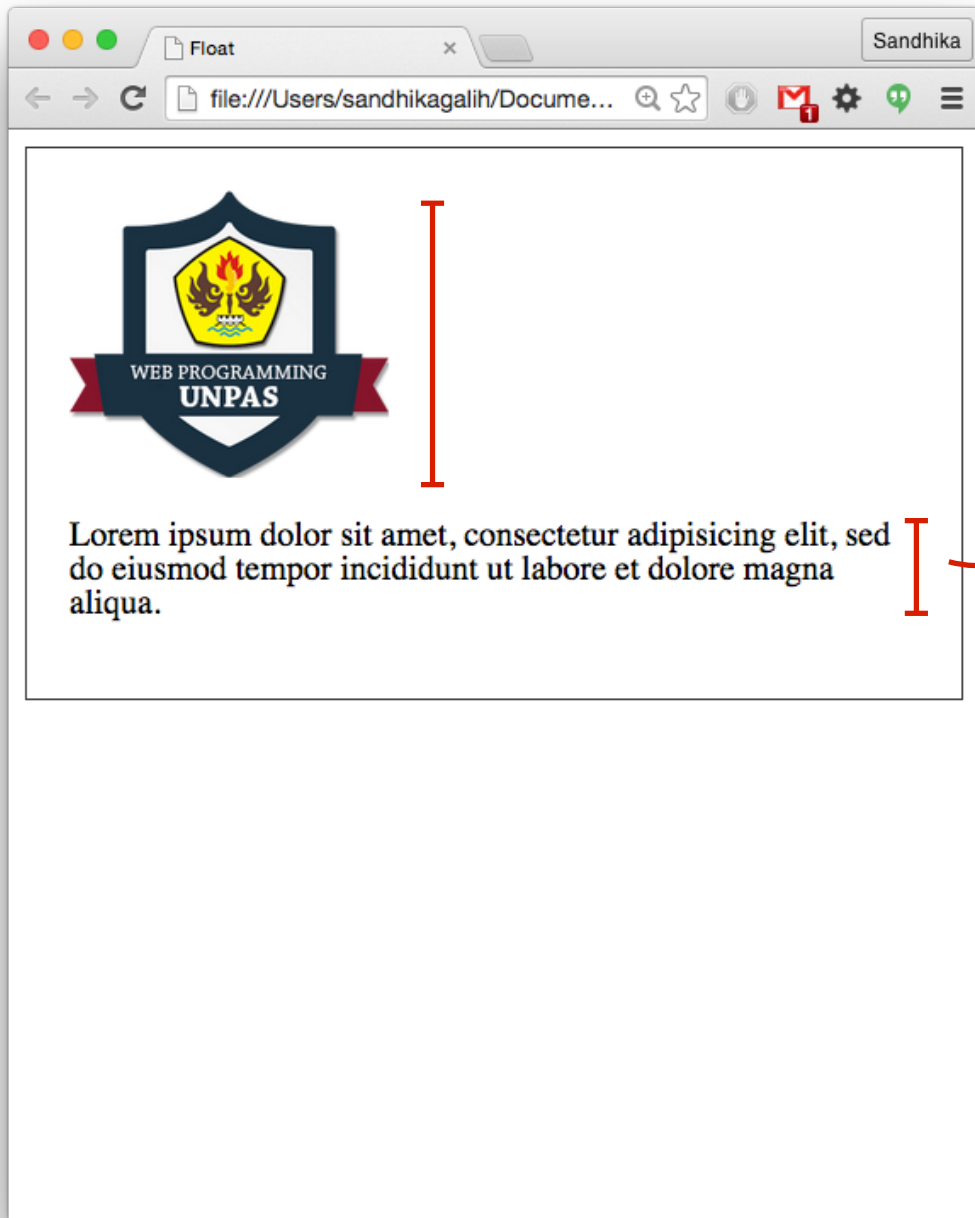 Float
Sandhika
file:///Users/sandhikagalih/Docume...
1
WEB PROGRAMMING
UNPAS
Lorem ipsum dolor sit amet, consectetur adipisicing elit, sed
do eiusmod tempor incididunt ut labore et dolore magna
aliqua.